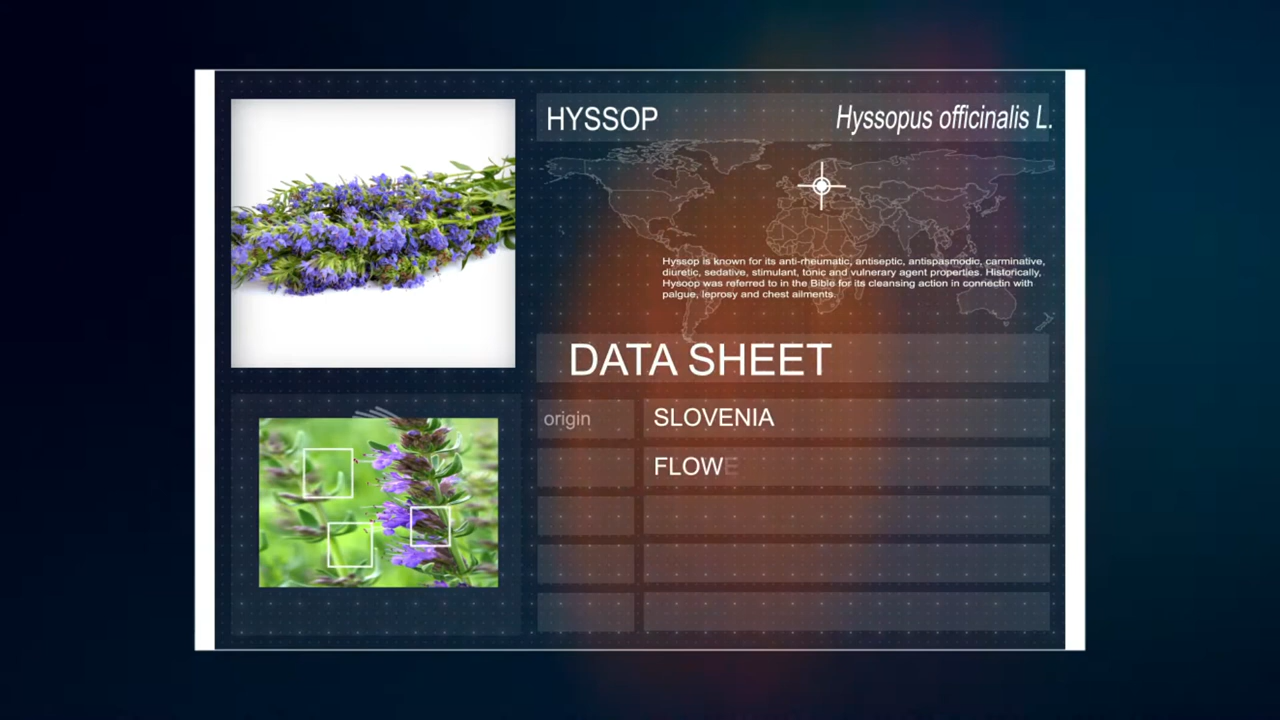 HYSSOP
Hyssopus officinalis L.
Hyssop is known for its anti-rheumatic, antiseptic, antispasmodic, carminative,
diuretic, sedative, stimulant, tonic and vulnerary agent properties. Historically,
Hysoop was referred to in the Bible for its cleansing action in connectin with
palgue, leprosy and chest ailments.
DATA SHEET
origin
SLOVENIA
FLOWE